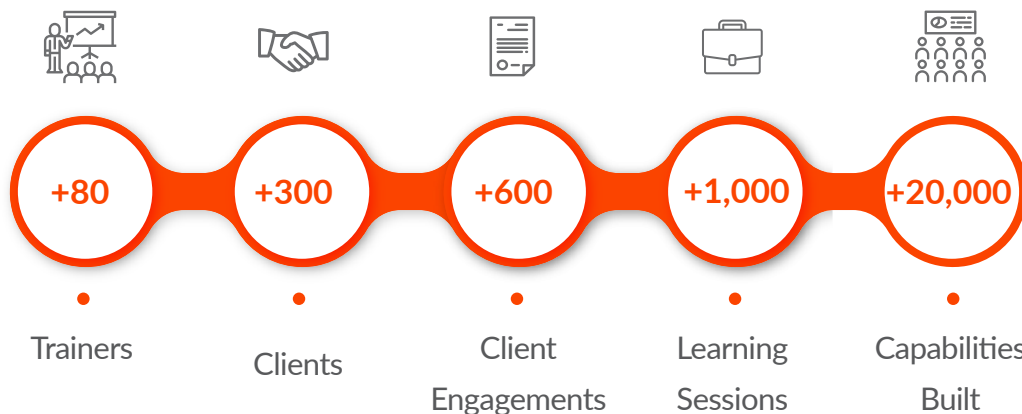 +80
+300
+600
+1,000
+20,000
Trainers
Clients
Client
Engagements
Learning
Sessions
Capabilities
Built